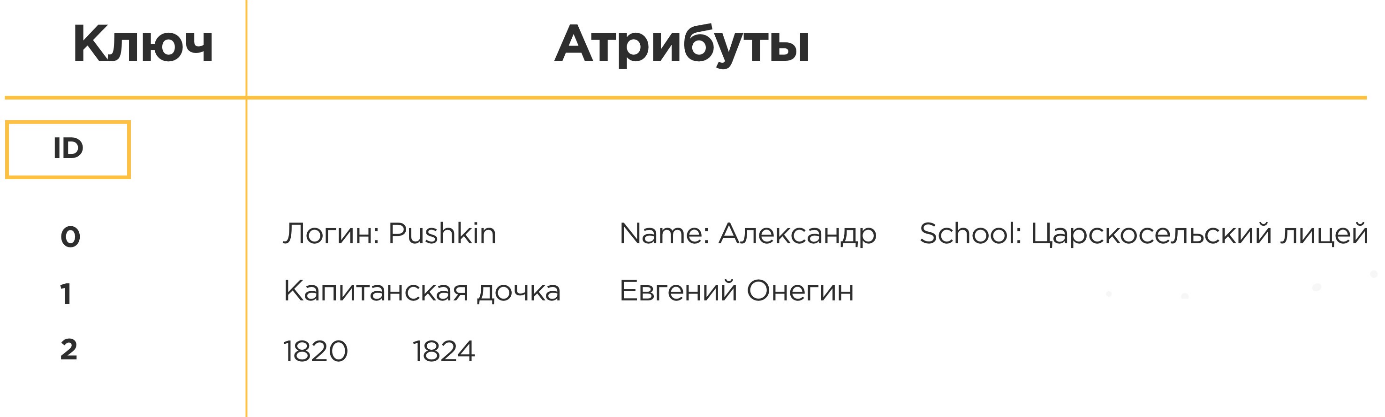 Ключ Атрибуты
ID
0 Логин: Pushkin Name: Александр School: Царскосельский лицей
1 Капитанская дочка Евгений Онегин
2 1820 1824